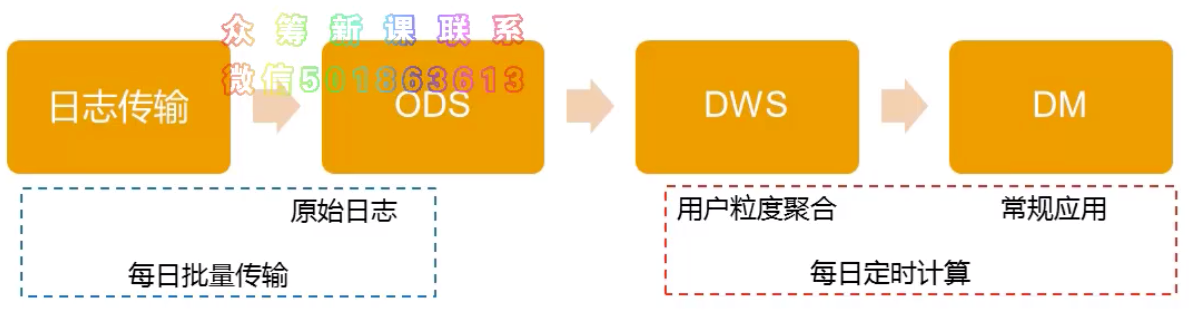 众筹新课联系
微信501863613
日志传输
ODS
DWS
DM
原始日志
用户粒度聚合
常规应用
每日批量传输
每日定时计算